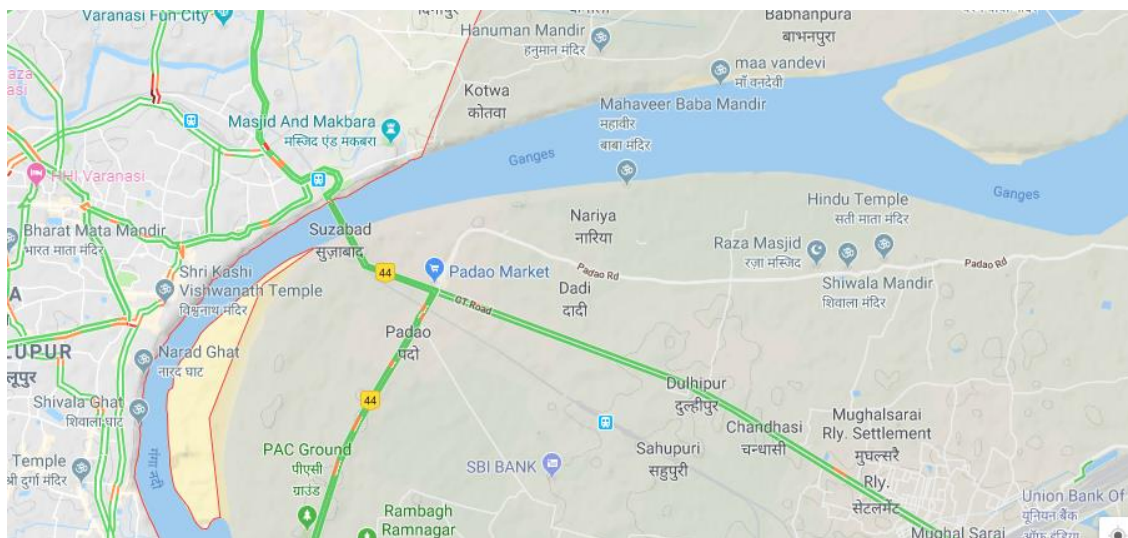 Varanasi Fun City
Hanuman Mandir
हनुमान मंदिर
Babhanpura
बाभनपुरा
maa vandevi
माँ वनदेवी
Kotwa
कोतवा
Mahaveer Baba Mandir
महावीर
बाबा मंदिर
Masjid And Makbara
मस्जिद एंड मकबरा
Ganges
HHI Varanasi
Ganges
Hindu Temple
सती माता मंदिर
Nariya
नारिया
Bharat Mata Mandir
भारत माता मंदिर
Suzabad
सुज़ाबाद
Raza Masjid
रज़ा मस्जिद
Padao Rd
Shiwala Mandir
शिवाला मंदिर
Shri Kashi
Vishwanath Temple
विश्वनाथ मंदिर
44
Padao Market
Padao Rd
Dadi
दादी
GT Road
Padao
पदो
LUPUR
लूपुर
Narad Ghat
नारद घाट
44
Dulhipur
दुल्हीपुर
Shivala Ghat
शिवाला घाट
Chandhasi
चन्धासी
Mughalsarai
Rly. Settlement
मुघल्सरै
Rly.
सेटलमेंट
PAC Ground
पीएसी
ग्राउंड
Sahupuri
सहुपुरी
SBI BANK
Temple
श्री दुर्गा मंदिर
गंगा नदी
Union Bank Of
यूनियन बैंक
ऑफ इंडिया
Rambagh
Ramnagar
Mughal Sarai